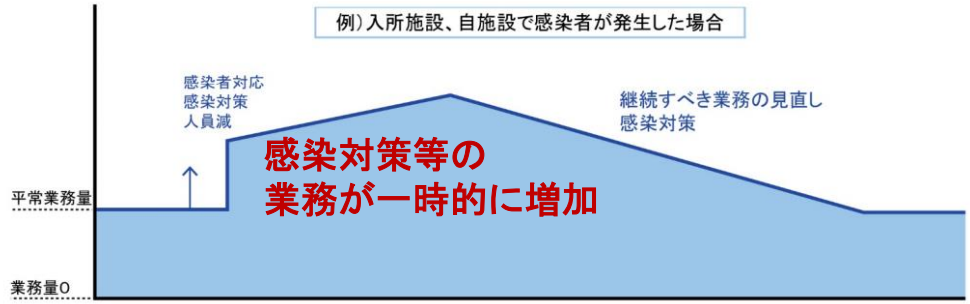 例)入所施設、自施設で感染者が発生した場合
感染者対応
感染対策
人員減
継続すべき業務の見直し
感染対策
感染対策等の
業務が一時的に増加
平常業務量
業務量0